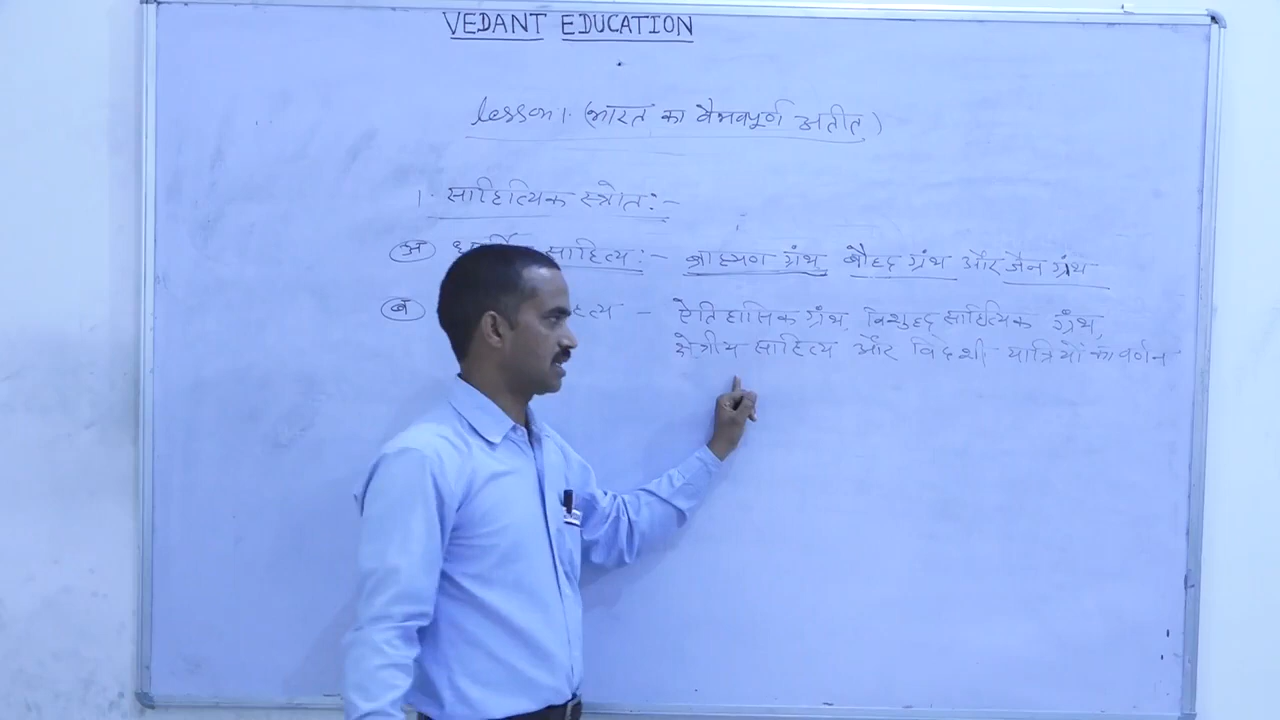 VEDANT EDUCATION
Lesson 1. (भारत का वैभवपूर्ण अतीत)
1. साहित्यिक स्त्रोत :-
अ साहित्य :- ब्राह्मण ग्रंथ बौद्ध ग्रंथ और जैन ग्रंथ
ब - ऐतिहासिक ग्रंथ, विशुद्ध साहित्यिक ग्रंथ,
क्षेत्रीय साहित्य और विदेशी यात्रियों का वर्णन